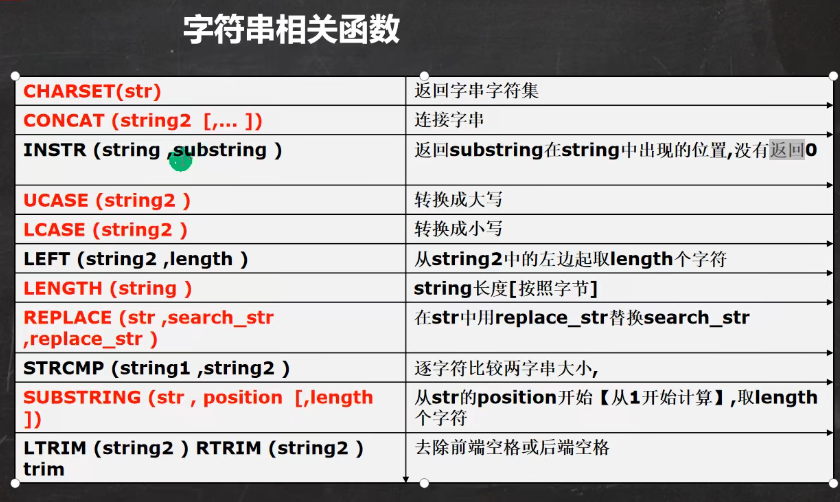 字符串相关函数
CHARSET(str)
返回字串字符集
CONCAT (string2 [,... ])
连接字串
INSTR (string ,substring )
返回substring在string中出现的位置,没有返回0
UCASE (string2 )
转换成大写
LCASE (string2 )
转换成小写
LEFT (string2 ,length )
从string2中的左边起取length个字符
LENGTH (string )
string长度[按照字节]
REPLACE (str ,search_str
,replace_str )
在str中用replace_str替换search_str
STRCMP (string1 ,string2 )
逐字符比较两字串大小,
SUBSTRING (str , position [,length
])
从str的position开始【从1开始计算】,取length
个字符
LTRIM (string2 ) RTRIM (string2 )
trim
去除前端空格或后端空格